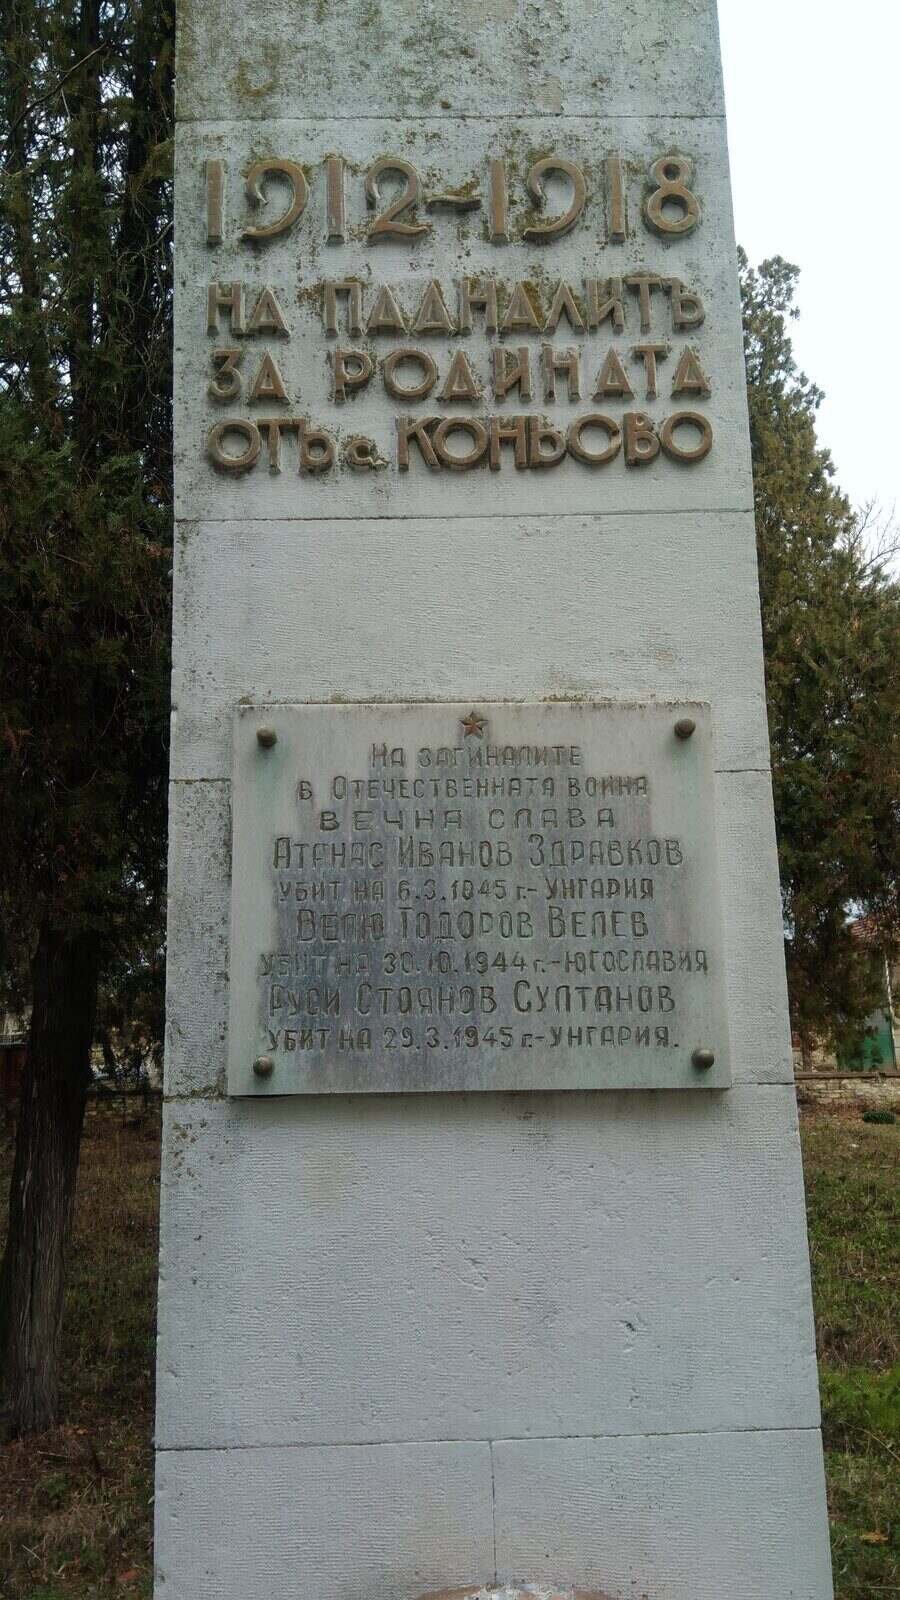 1912-1918
НА ПАДНАЛИТѢ
ЗА РОДИНАТА
ОТЪ с. КОНЬОВО
НА ЗАГИНАЛИТЕ
В ОТЕЧЕСТВЕННАТА ВОЙНА
ВЕЧНА СЛАВА
АТАНАС ИВАНОВ ЗДРАВКОВ
УБИТ НА 6.3.1945 г.-УНГАРИЯ
ВЕЛЮ ТОДОРОВ ВЕЛЕВ
УБИТ НА 30.10.1944 г.-ЮГОСЛАВИЯ
РУСИ СТОЯНОВ СУЛТАНОВ
УБИТ НА 29.3.1945 г.-УНГАРИЯ.